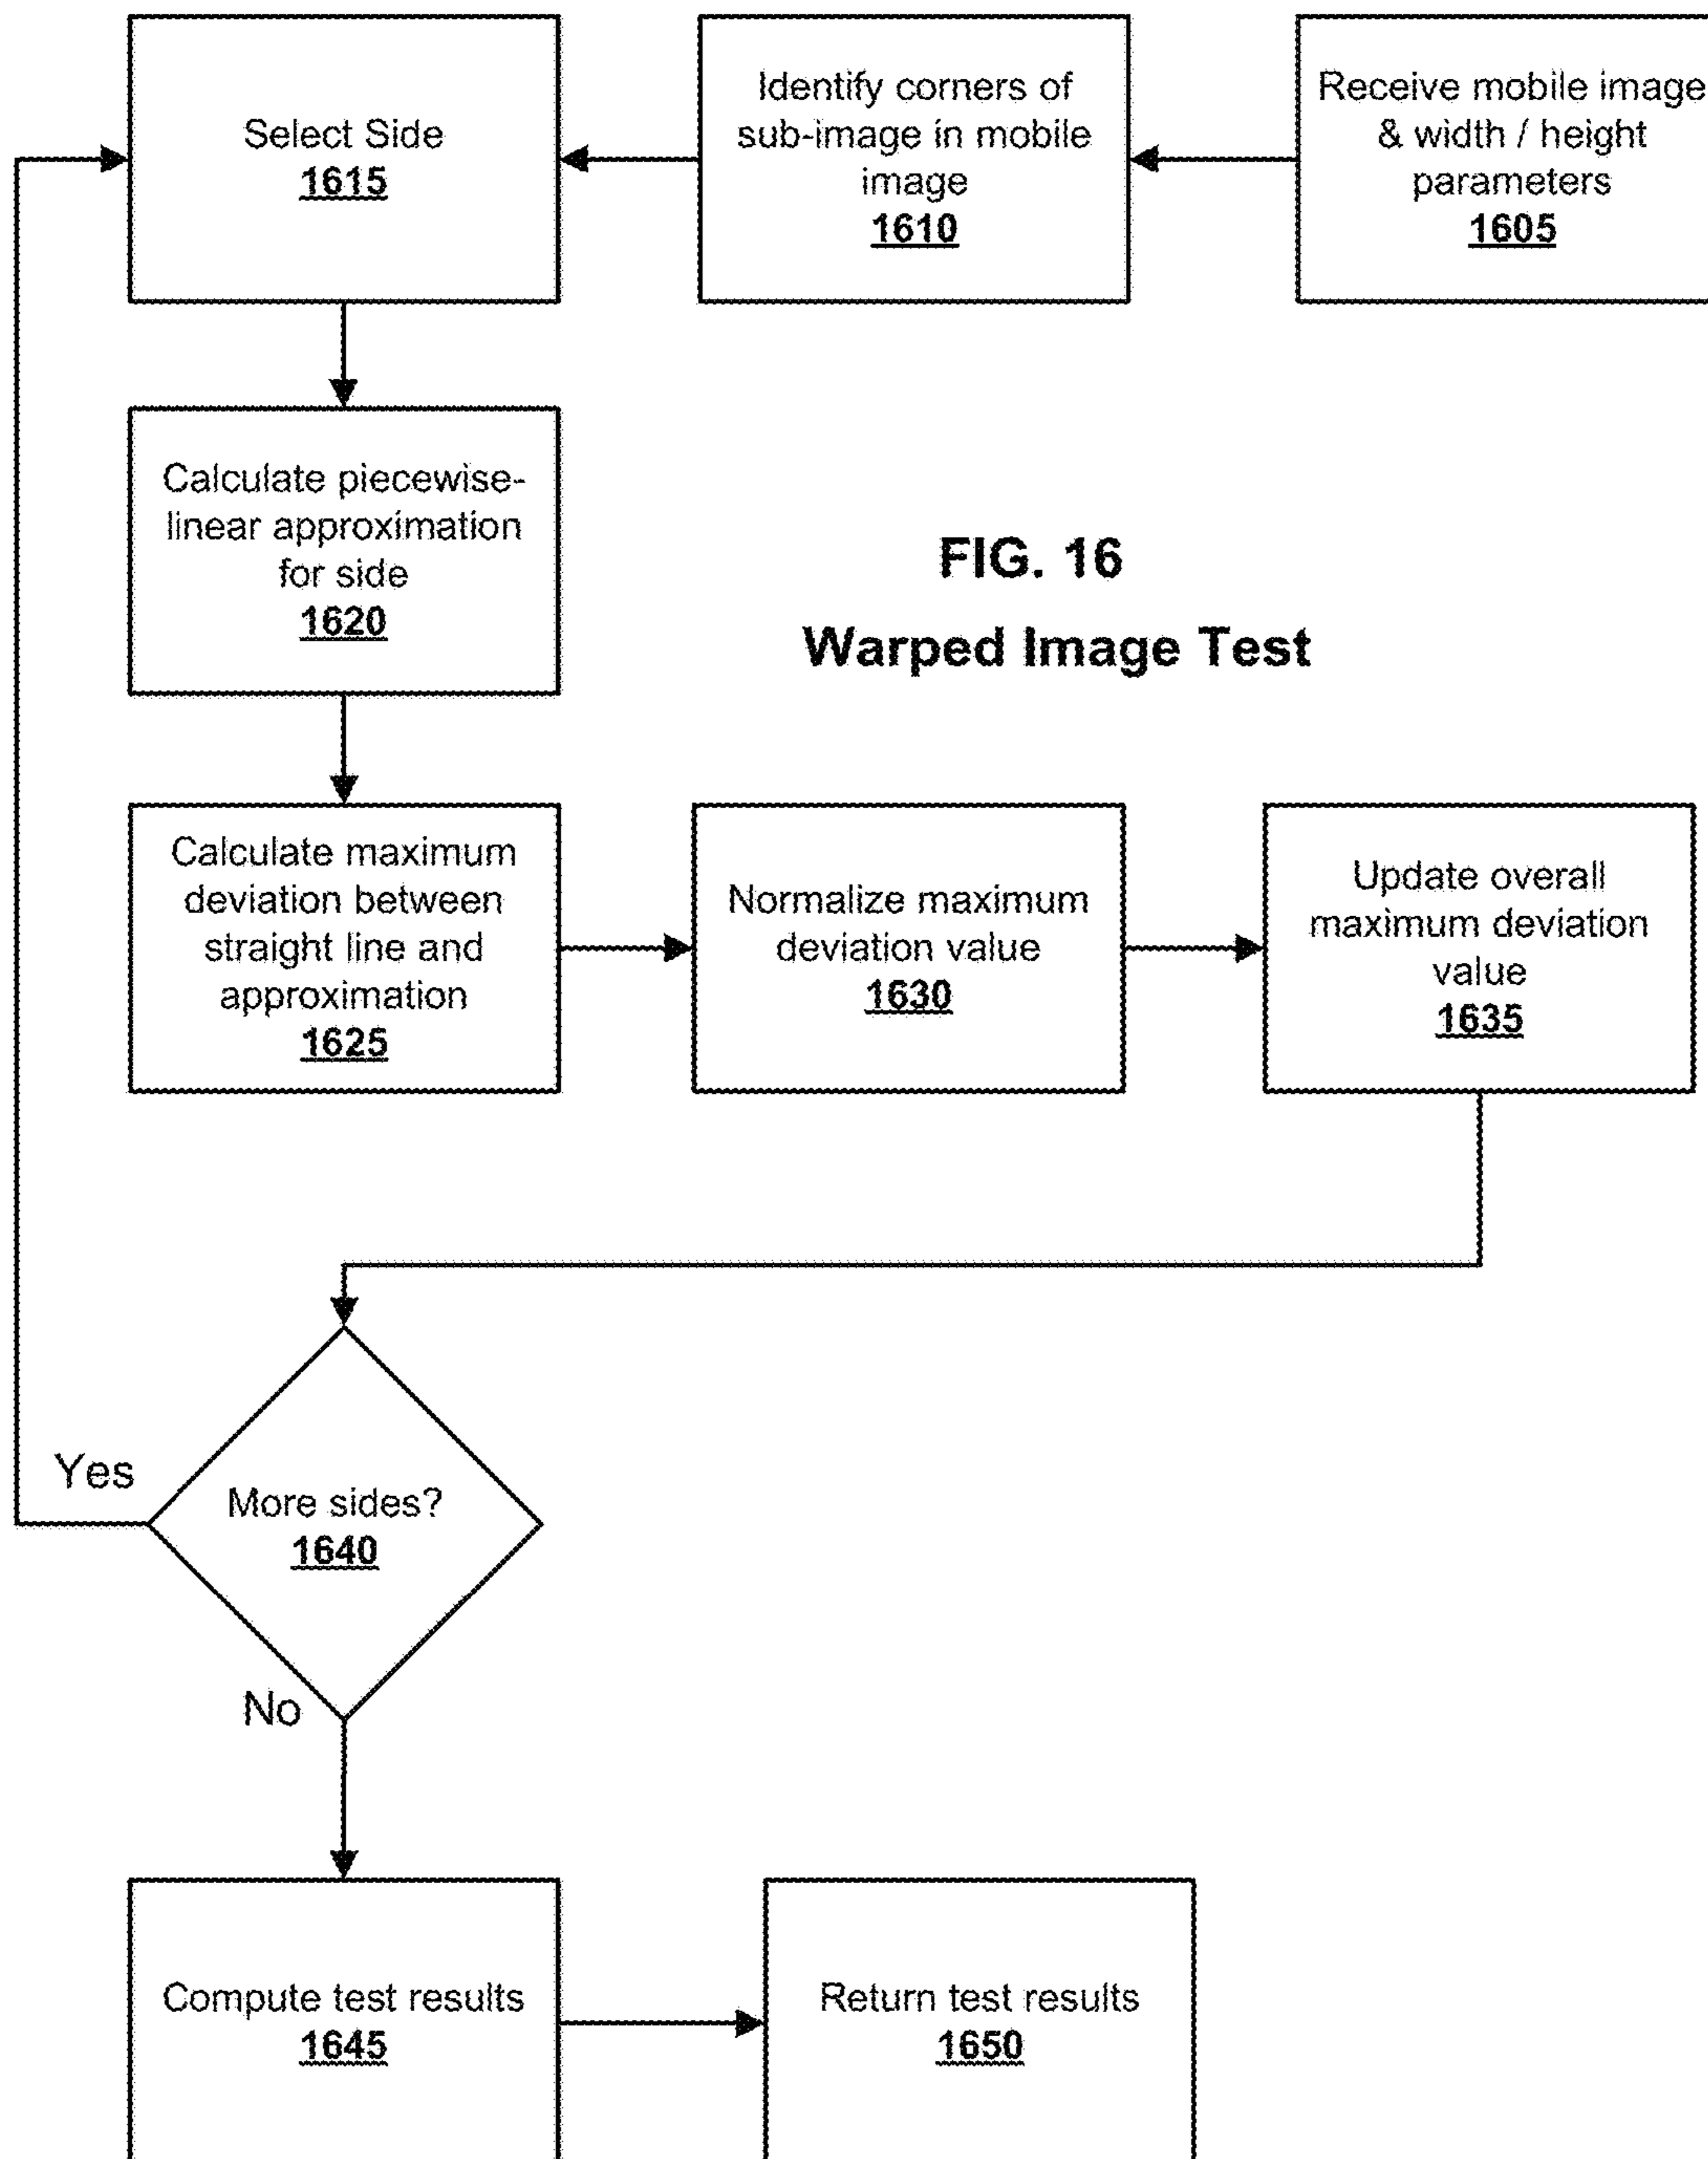 Select Side
1615
Identify corners of
sub-image in mobile
image
1610
Receive mobile image
& width / height
parameters
1605
Calculate piecewise-
linear approximation
for side
1620
FIG. 16
Warped Image Test
Calculate maximum
deviation between
straight line and
approximation
1625
Normalize maximum
deviation value
1630
Update overall
maximum deviation
value
1635
Yes
More sides?
1640
No
Compute test results
1645
Return test results
1650